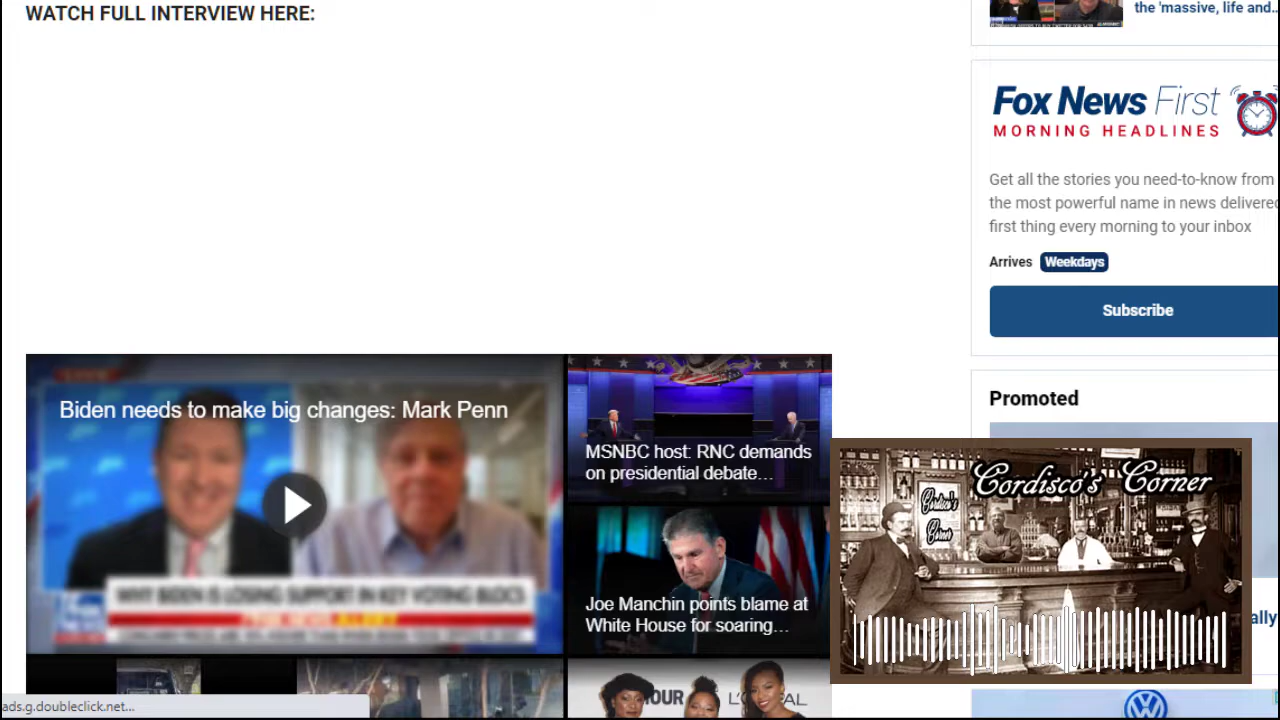 WATCH FULL INTERVIEW HERE:
the 'massive, life and...
Fox News First
MORNING HEADLINES
Get all the stories you need-to-know from
the most powerful name in news delivered
first thing every morning to your inbox
Arrives Weekdays
Subscribe
Promoted
Biden needs to make big changes: Mark Penn
WHY BIDEN IS LOSING SUPPORT IN KEY VOTING BLOCS
MSNBC host: RNC demands
on presidential debate...
Joe Manchin points blame at
White House for soaring...
Cordisco's Corner
Cordisco's
Corner
ally
HOUR
L'ORÉAL
ads.g.doubleclick.net...